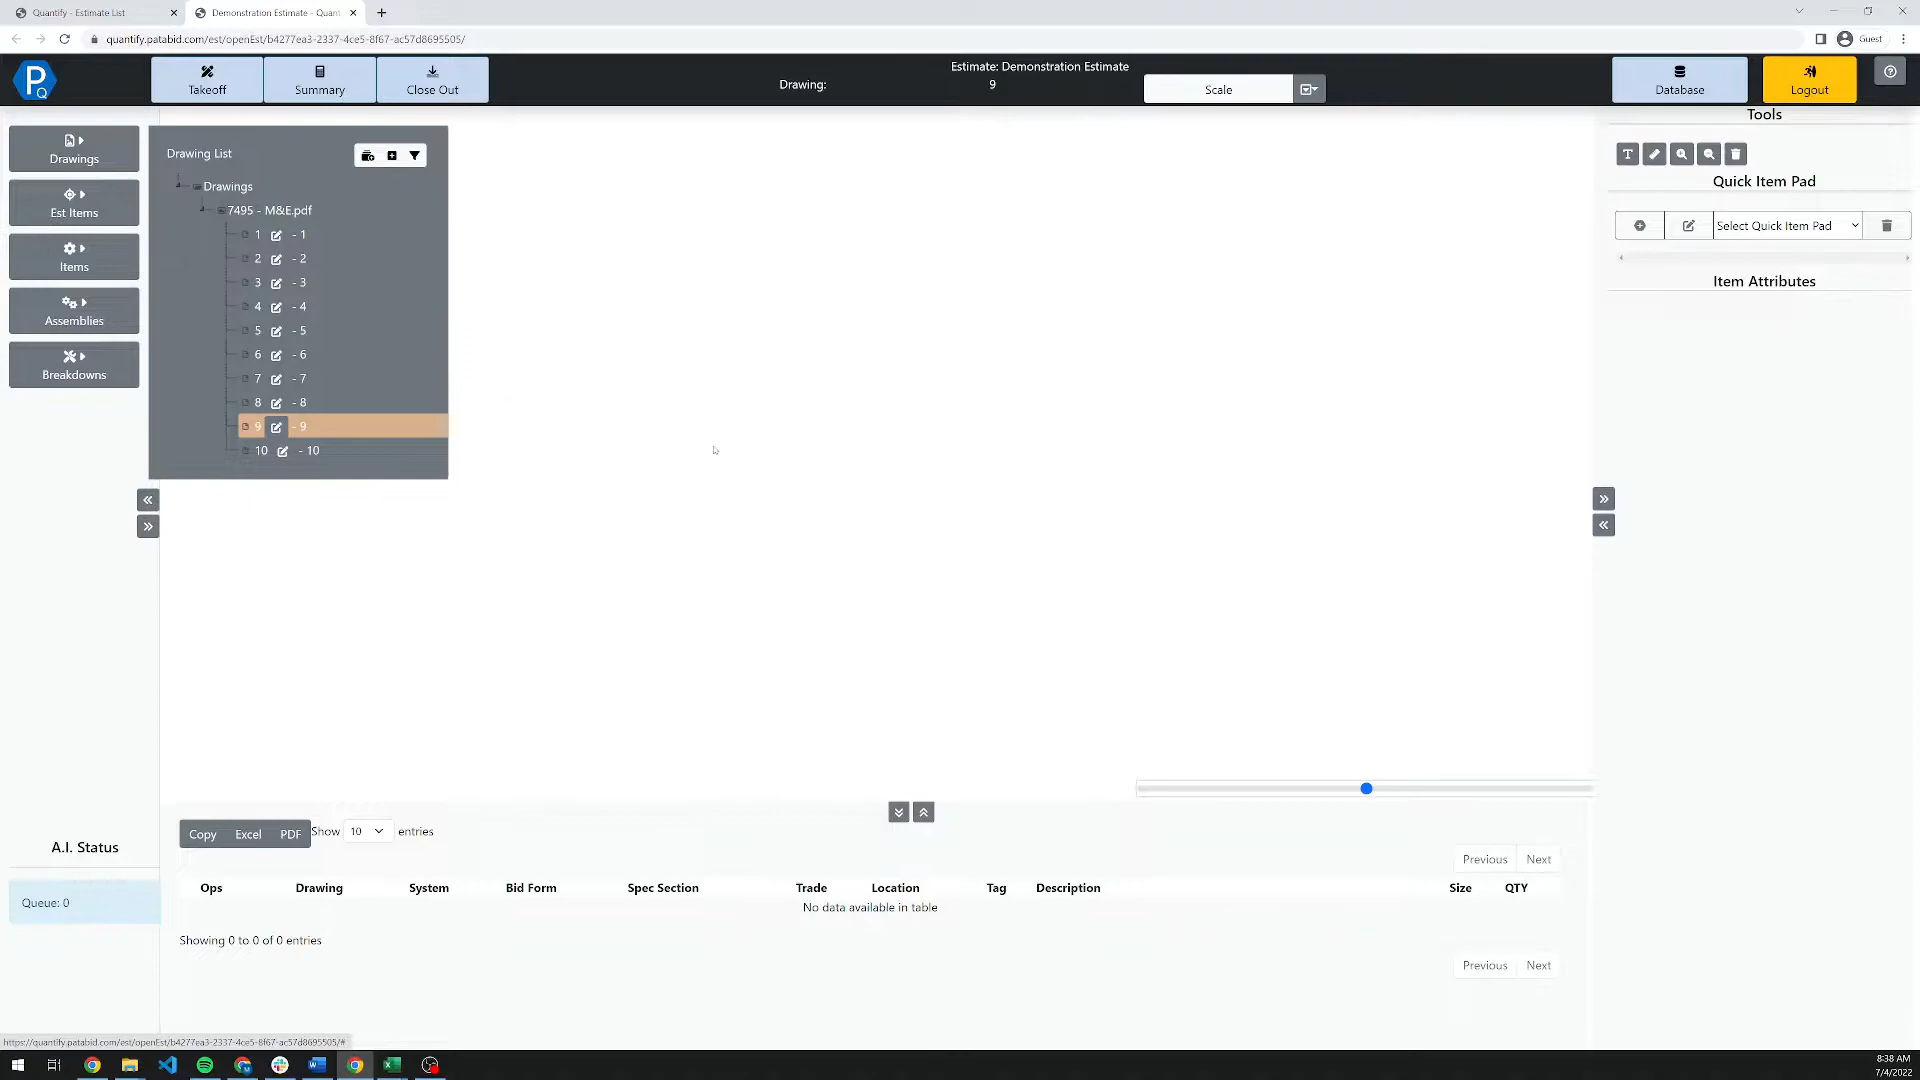 Quantify - Estimate List
Demonstration Estimate - Quant
quantify.patabid.com/est/openEst/b4277ea3-2337-4ce5-8f67-ac57d8695505/
Guest
PQ
Takeoff
Summary
Close Out
Drawing:
Estimate: Demonstration Estimate
9
Scale
Database
Logout
Drawings
Est Items
Items
Assemblies
Breakdowns
Drawing List
Drawings
7495 - M&E.pdf
1 - 1
2 - 2
3 - 3
4 - 4
5 - 5
6 - 6
7 - 7
8 - 8
9 - 9
10 - 10
Tools
Quick Item Pad
Select Quick Item Pad
Item Attributes
A.I. Status
Queue: 0
Copy Excel PDF Show 10 entries
Previous Next
Ops Drawing System Bid Form Spec Section Trade Location Tag Description Size QTY
No data available in table
Showing 0 to 0 of 0 entries
Previous Next
https://quantify.patabid.com/est/openEst/b4277ea3-2337-4ce5-8f67-ac57d8695505/#
8:38 AM
7/4/2022